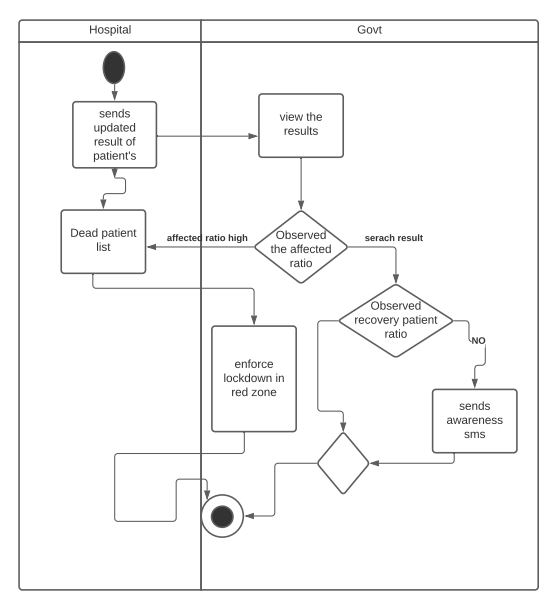 Hospital
Govt
sends
updated
result of
patient's
view the
results
Dead patient
list
affected ratio high
Observed
the affected
ratio
serach result
Observed
recovery patient
ratio
NO
enforce
lockdown in
red zone
sends
awareness
sms